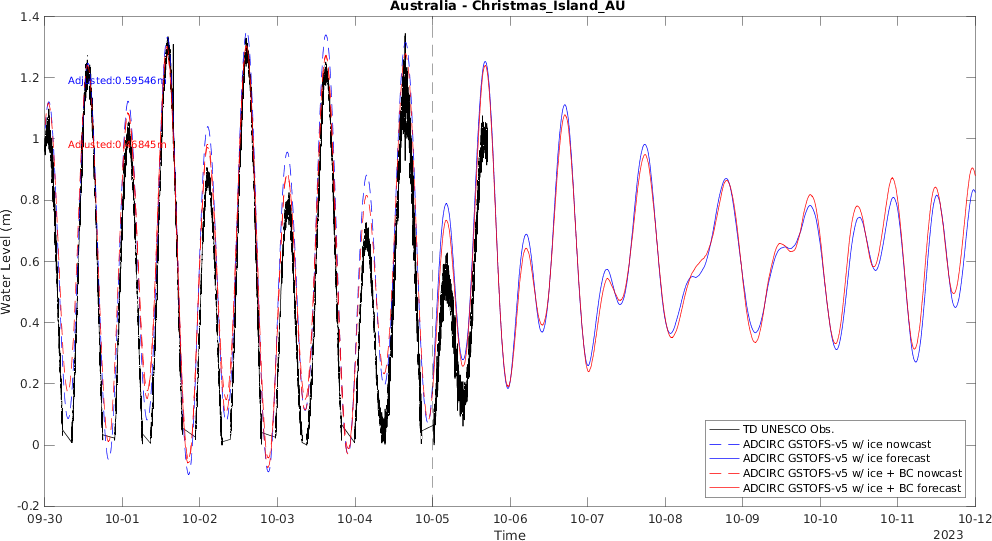 Australia - Christmas_Island_AU
Water Level (m)
1.4
1.2
1
0.8
0.6
0.4
0.2
0
-0.2
Adjusted:0.59546m
TD UNESCO Obs.
ADCIRC GSTOFS-v5 w/ ice nowcast
ADCIRC GSTOFS-v5 w/ ice forecast
ADCIRC GSTOFS-v5 w/ ice + BC nowcast
ADCIRC GSTOFS-v5 w/ ice + BC forecast
09-30
10-01
10-02
10-03
10-04
10-05
10-06
10-07
10-08
10-09
10-10
10-11
10-12
Time
2023